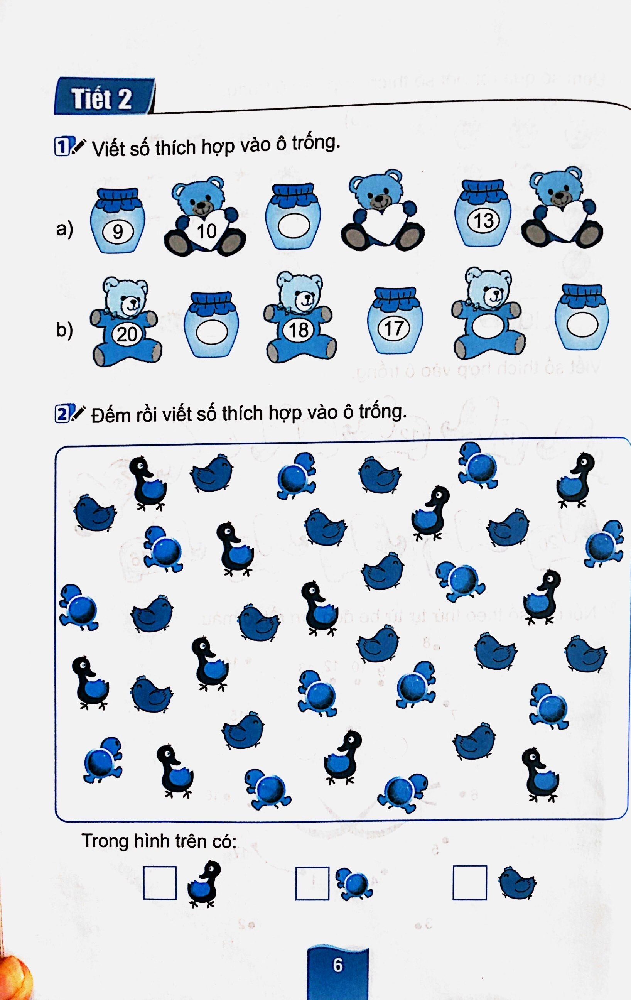 Tiết 2
1 Viết số thích hợp vào ô trống.
a) 9 10 13
b) 20 18 17
2 Đếm rồi viết số thích hợp vào ô trống.
Trong hình trên có:
6